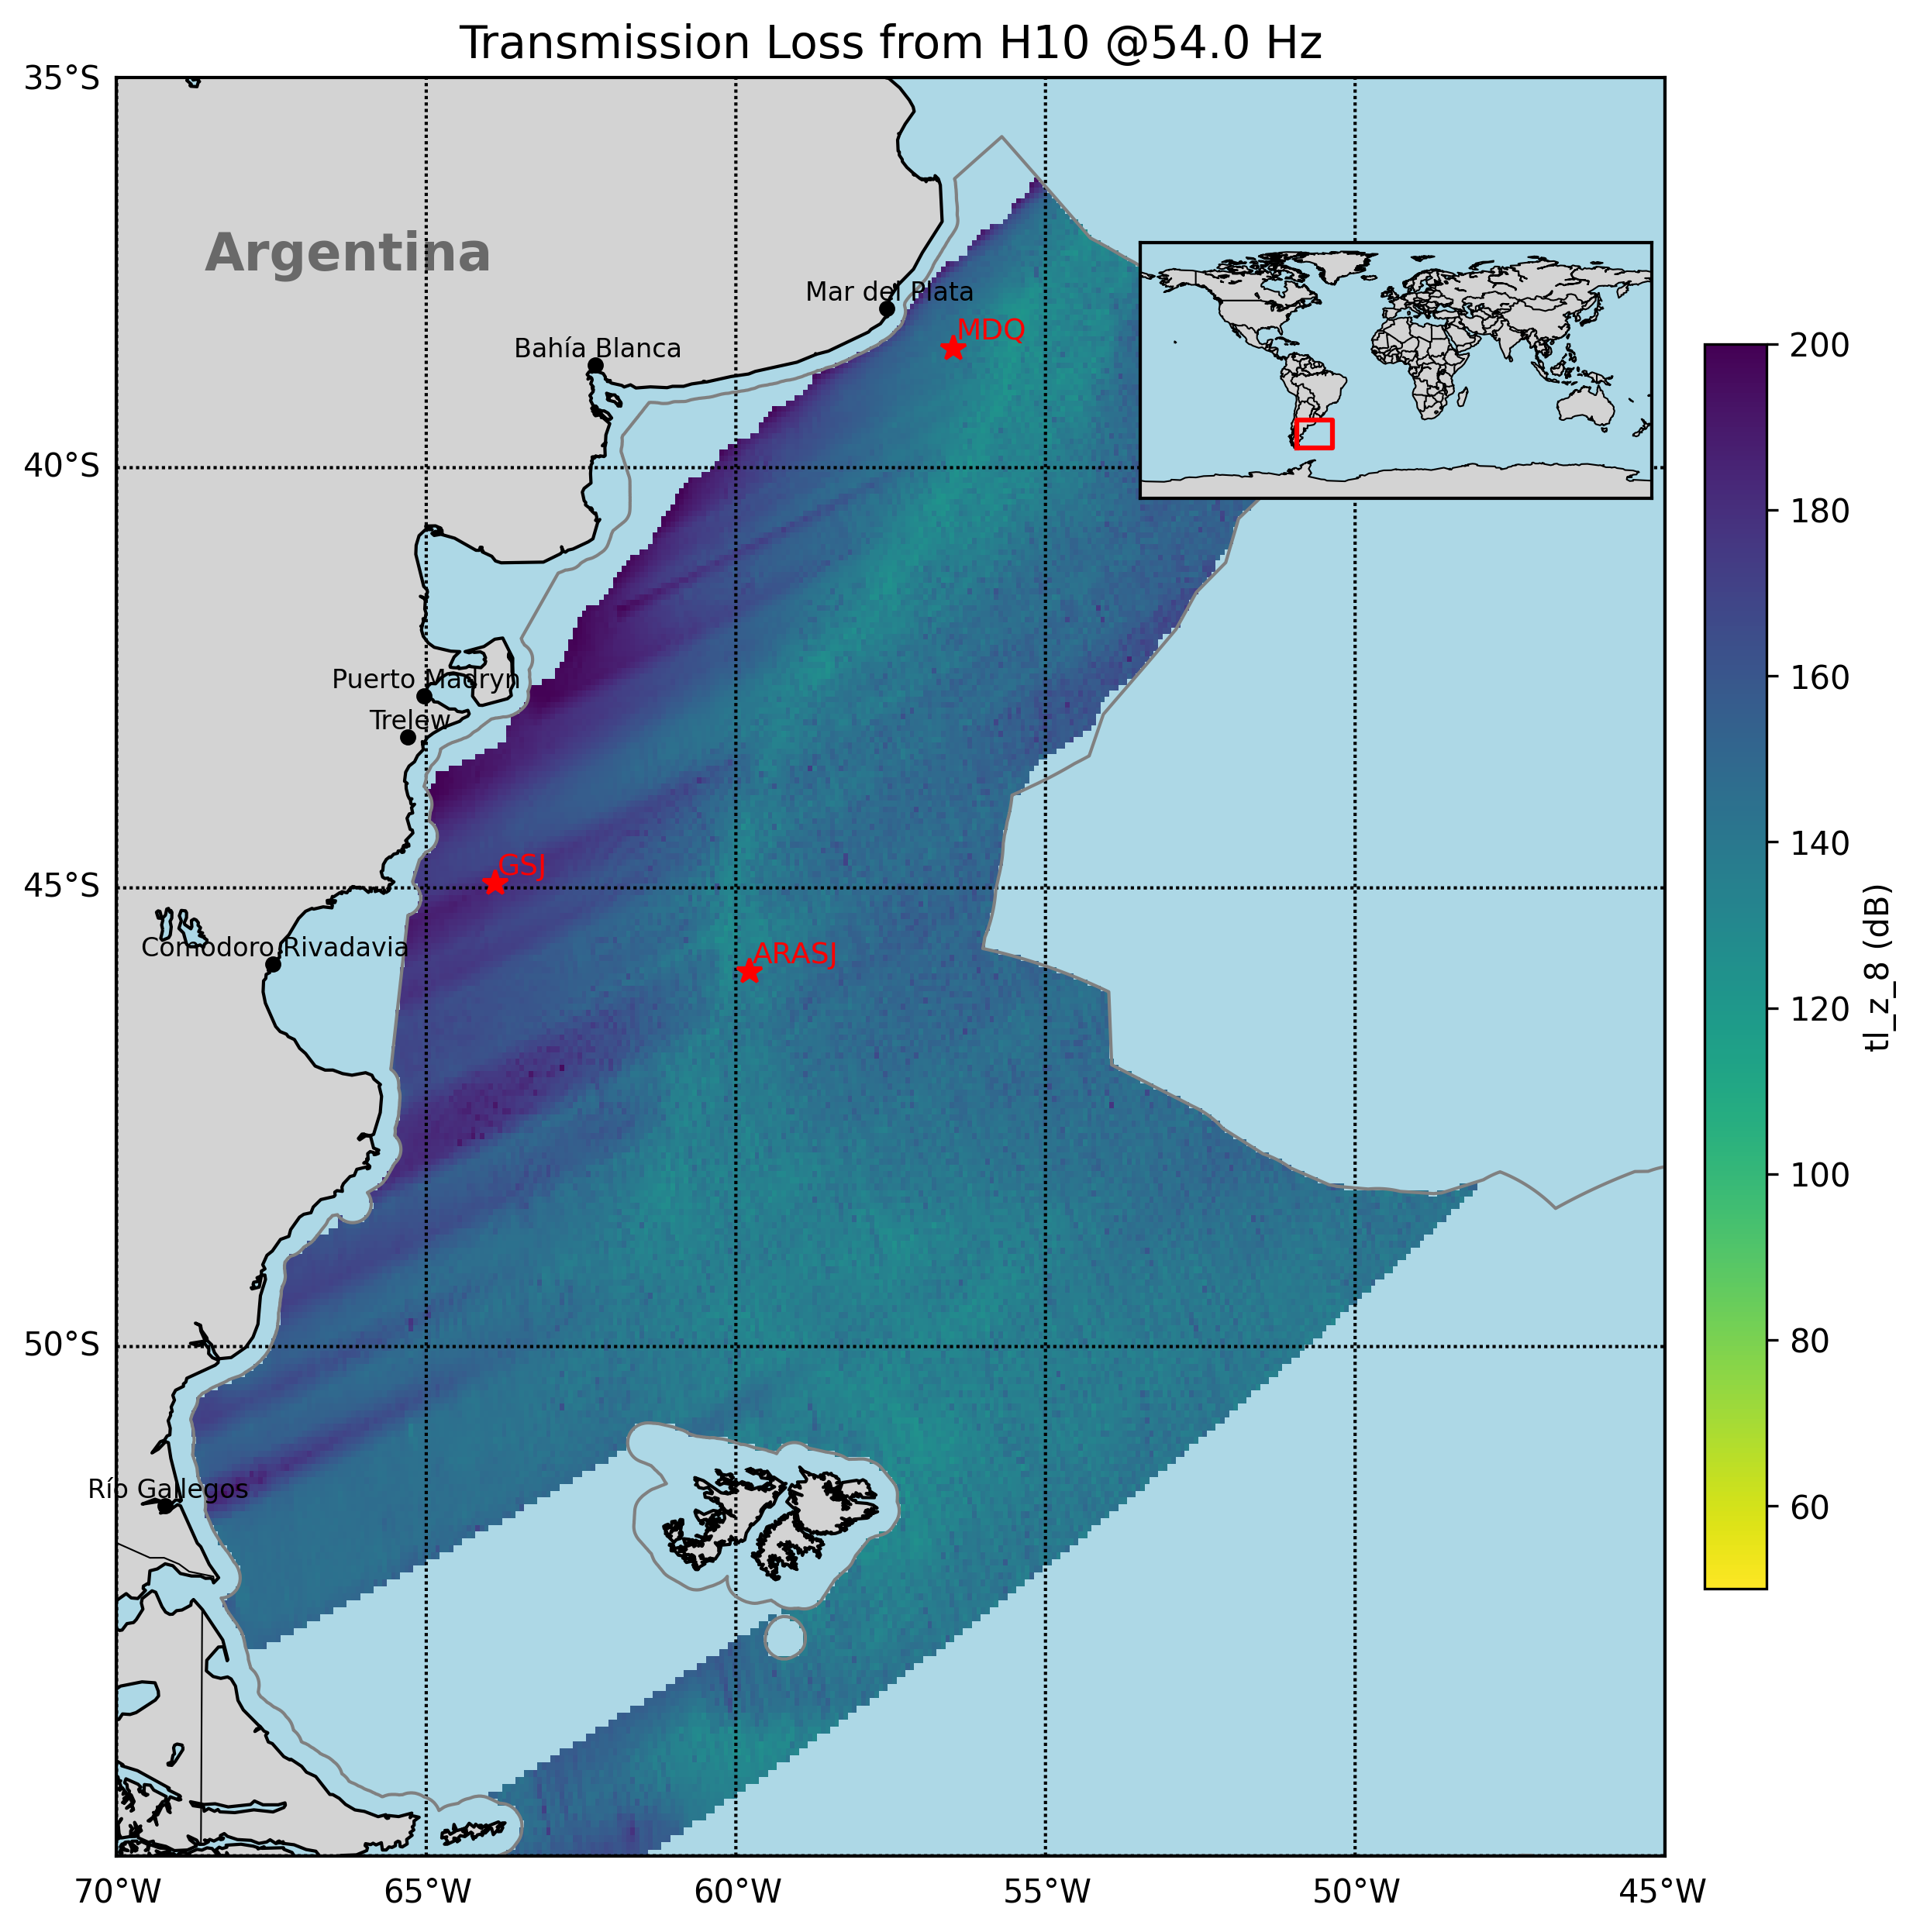 Transmission Loss from H10 @54.0 Hz
35°S
Argentina
Mar del Plata
MDQ
Bahía Blanca
200
40°S
180
Puerto Madryn
160
Trelew
140
GSJ
45°S
ARASJ
Comodoro Rivadavia
tl_z_8 (dB)
120
100
50°S
80
Río Gallegos
60
70°W
65°W
60°W
55°W
50°W
45°W